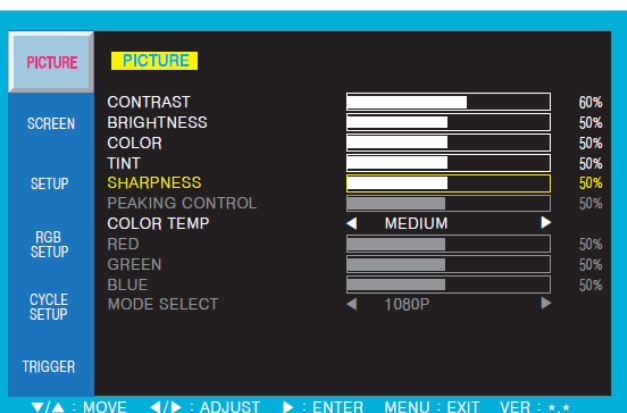 PICTURE
SCREEN
SETUP
RGB
SETUP
CYCLE
SETUP
TRIGGER
PICTURE
CONTRAST 60%
BRIGHTNESS 50%
COLOR 50%
TINT 50%
SHARPNESS 50%
PEAKING CONTROL 50%
COLOR TEMP ◀ MEDIUM ▶
RED 50%
GREEN 50%
BLUE 50%
MODE SELECT ◀ 1080P ▶
▼/▲ : MOVE ◀/▶ : ADJUST ▶ : ENTER MENU : EXIT VER : *.*